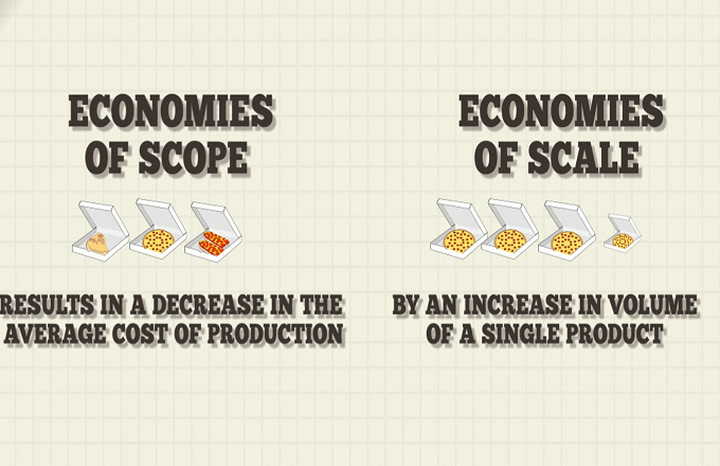 ECONOMIES
OF SCOPE
RESULTS IN A DECREASE IN THE
AVERAGE COST OF PRODUCTION
ECONOMIES
OF SCALE
BY AN INCREASE IN VOLUME
OF A SINGLE PRODUCT